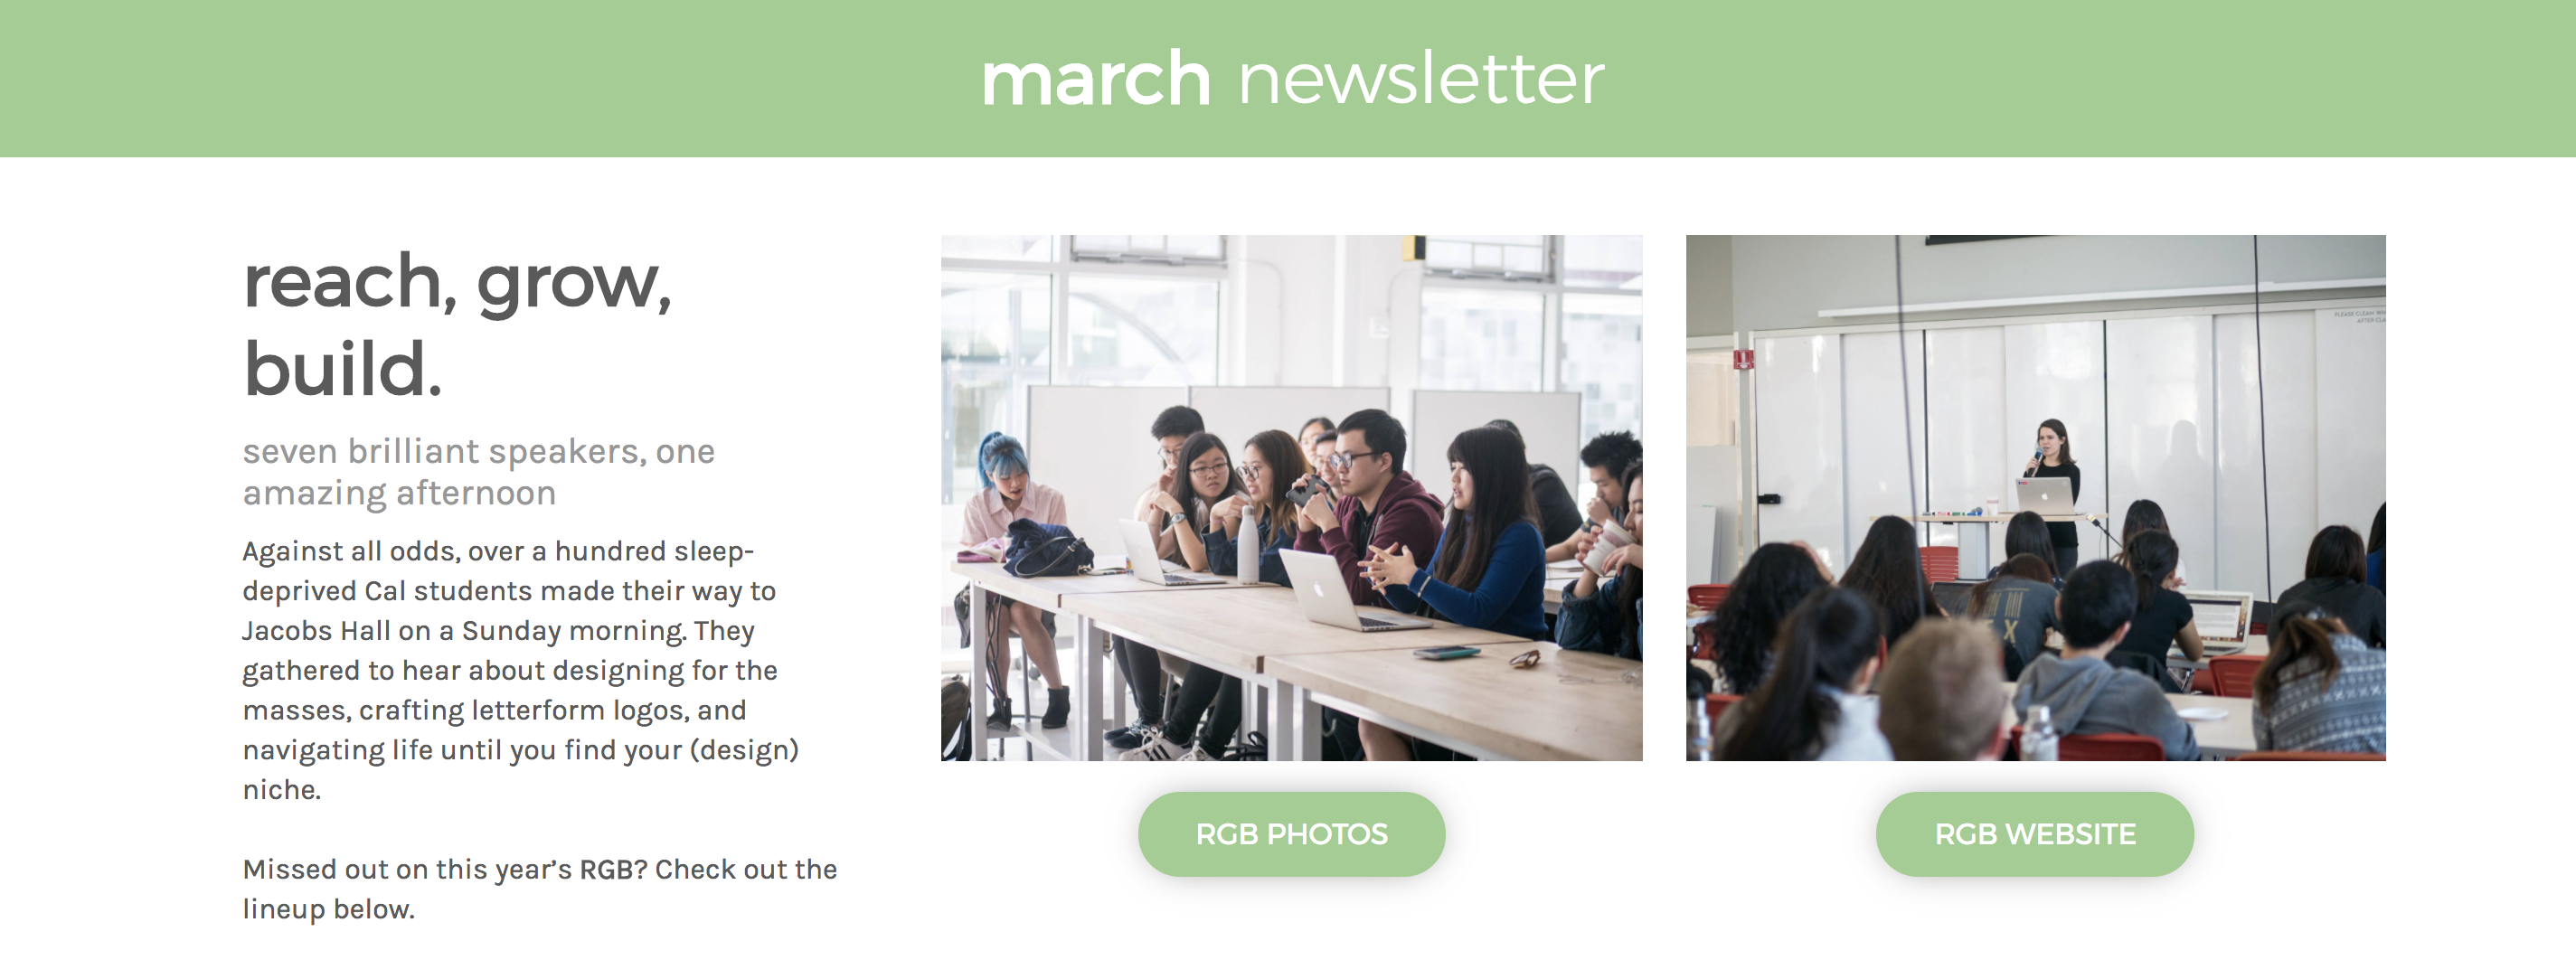 march newsletter
reach, grow,
build.
seven brilliant speakers, one
amazing afternoon
Against all odds, over a hundred sleep-
deprived Cal students made their way to
Jacobs Hall on a Sunday morning. They
gathered to hear about designing for the
masses, crafting letterform logos, and
navigating life until you find your (design)
niche.
Missed out on this year’s RGB? Check out the
lineup below.
PLEASE CLEAN
AFTER
RGB PHOTOS
RGB WEBSITE